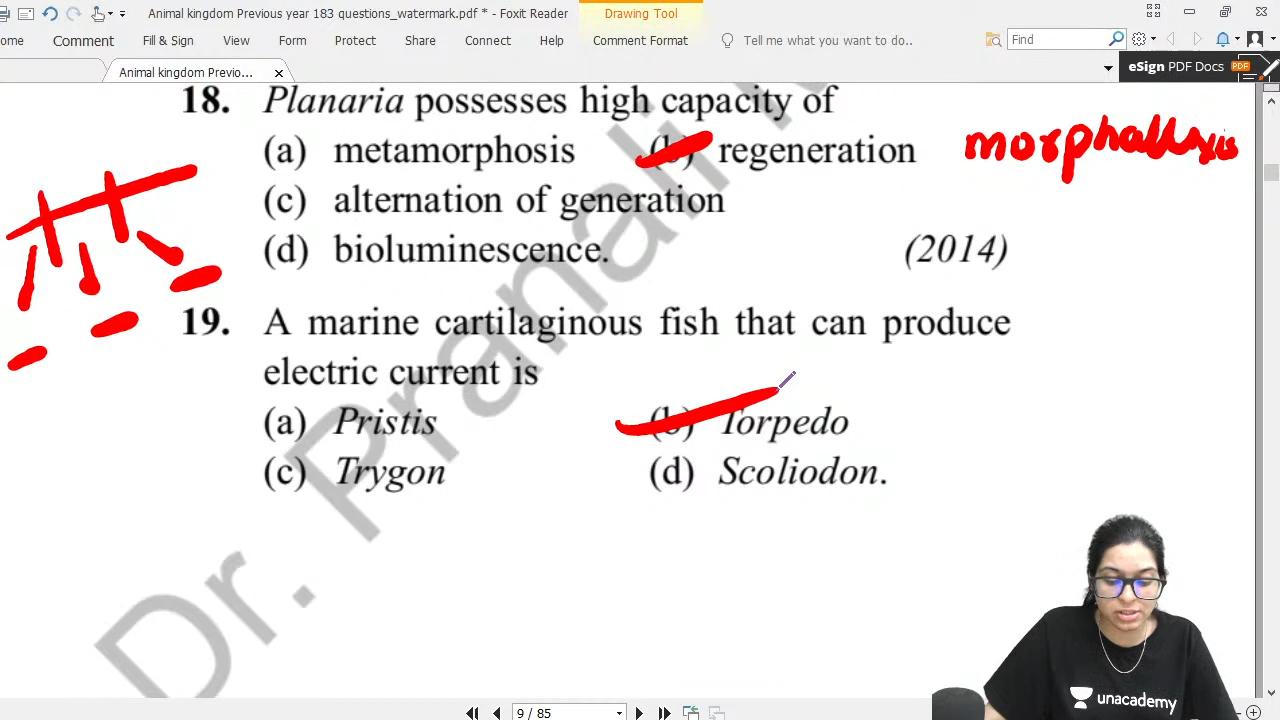 Animal kingdom Previous year 183 questions_watermark.pdf * - Foxit Reader
Drawing Tool
ome Comment Fill & Sign View Form Protect Share Connect Help Comment Format Tell me what you want to do.. Find
Animal kingdom Previo... eSign PDF Docs PDF
18. Planaria possesses high capacity of
(a) metamorphosis (b) regeneration
morphallaxis
(c) alternation of generation
(d) bioluminescence. (2014)
19. A marine cartilaginous fish that can produce
electric current is
(a) Pristis (b) Torpedo
(c) Trygon (d) Scoliodon.
Dr. Pranali
unacademy
9 / 85